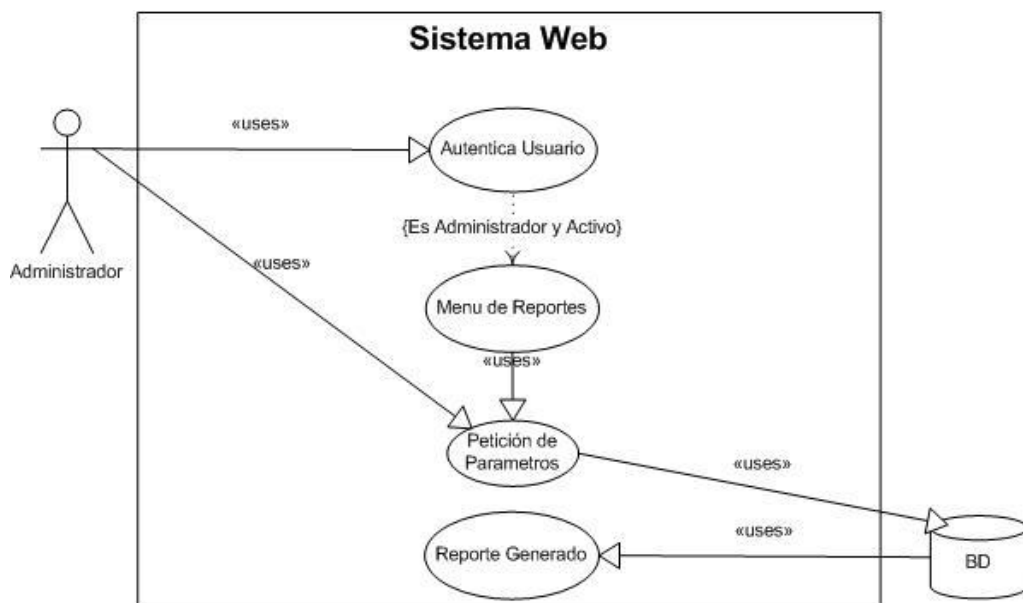 Sistema Web
«uses»
Autentica Usuario
{Es Administrador y Activo}
Administrador
«uses»
Menu de Reportes
«uses»
Petición de
Parametros
«uses»
«uses»
Reporte Generado
BD